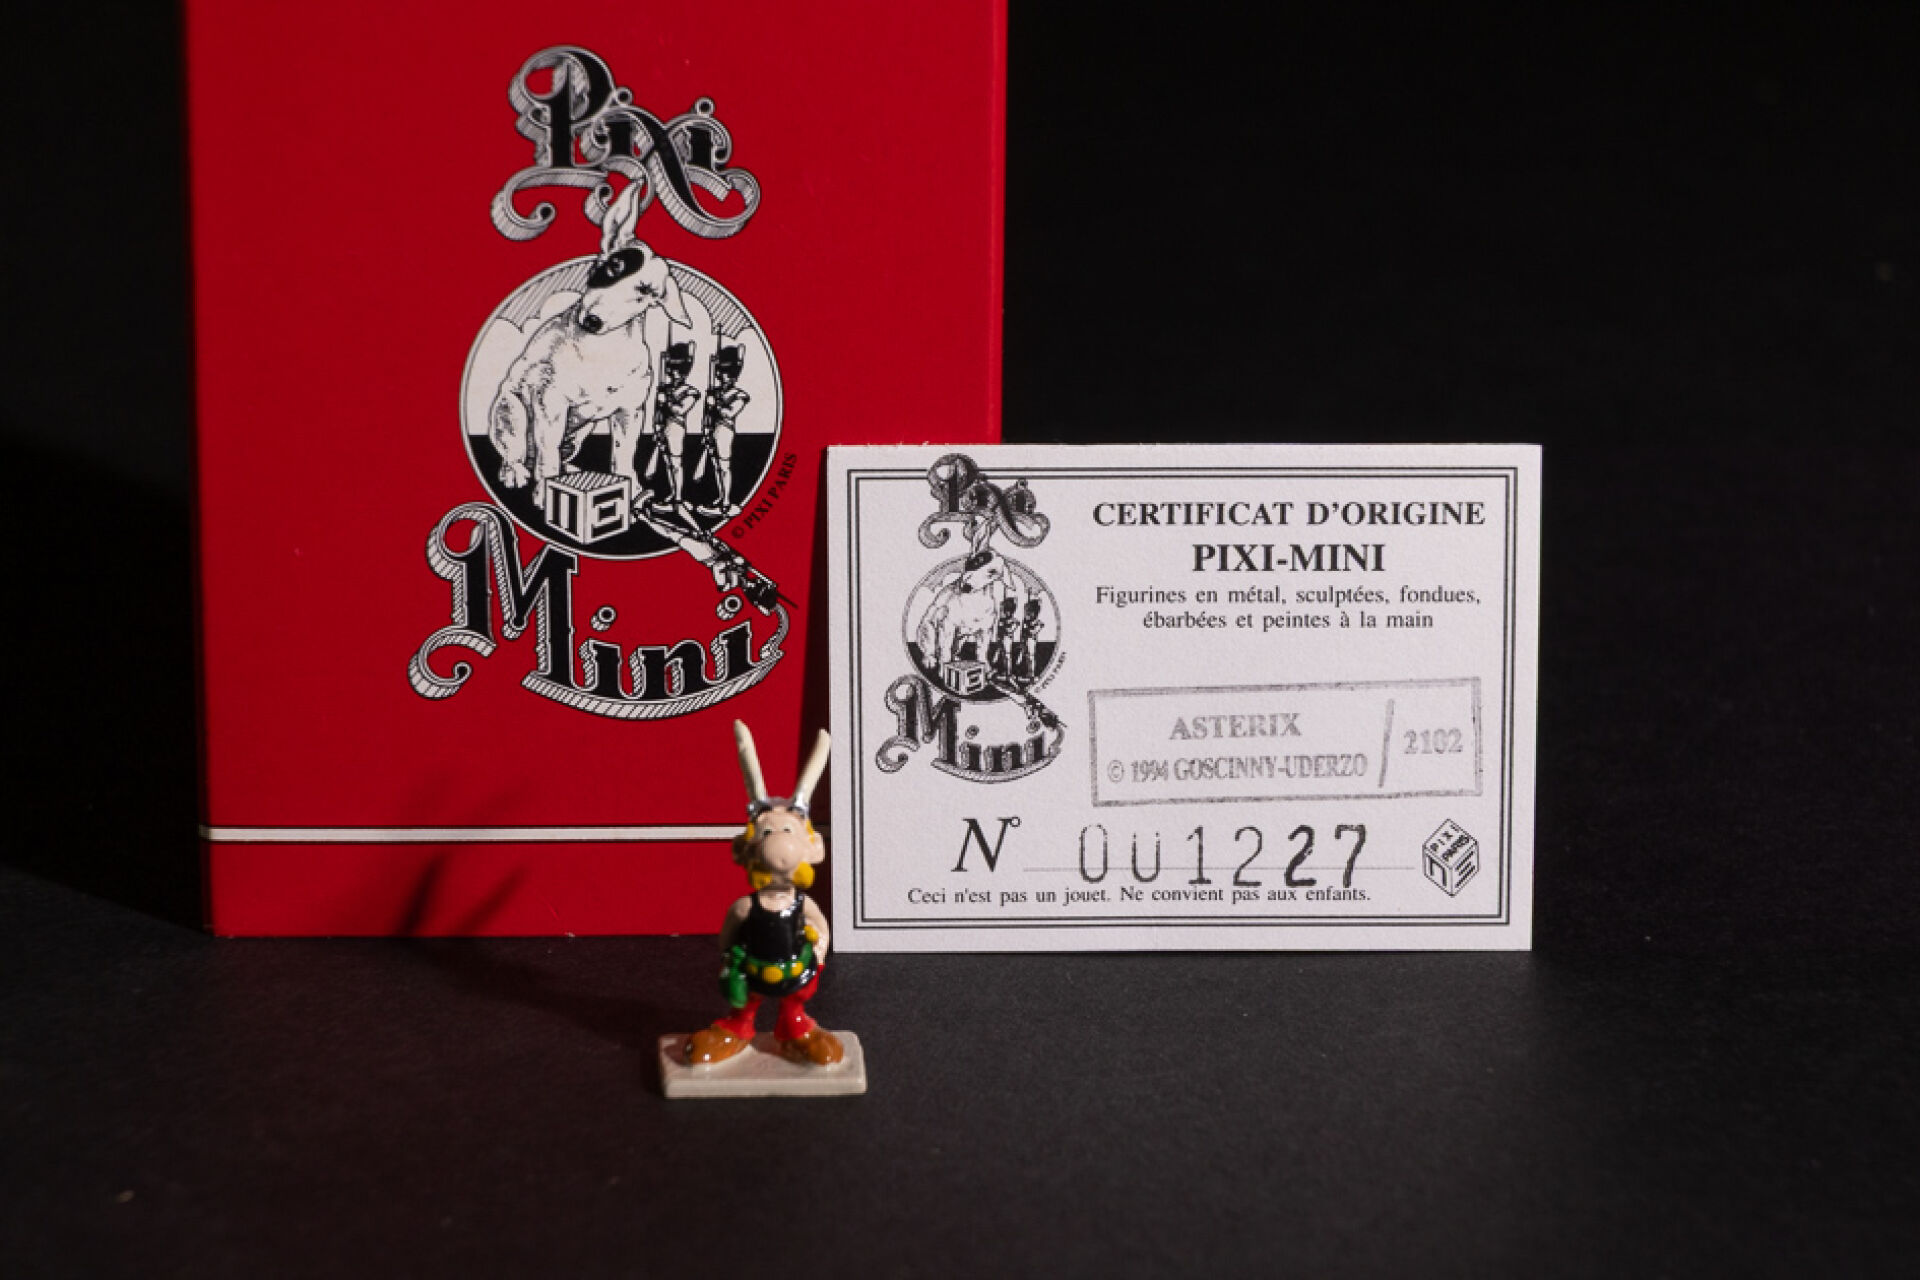 Pixi
© PIXI PARIS
Mini
Pixi
© PIXI PARIS
Mini
CERTIFICAT D'ORIGINE
PIXI-MINI
Figurines en métal, sculptées, fondues,
ébarbées et peintes à la main
ASTERIX / 2102
© 1994 GOSCINNY-UDERZO
N° 001227
Ceci n'est pas un jouet. Ne convient pas aux enfants.
PIXI
PARIS